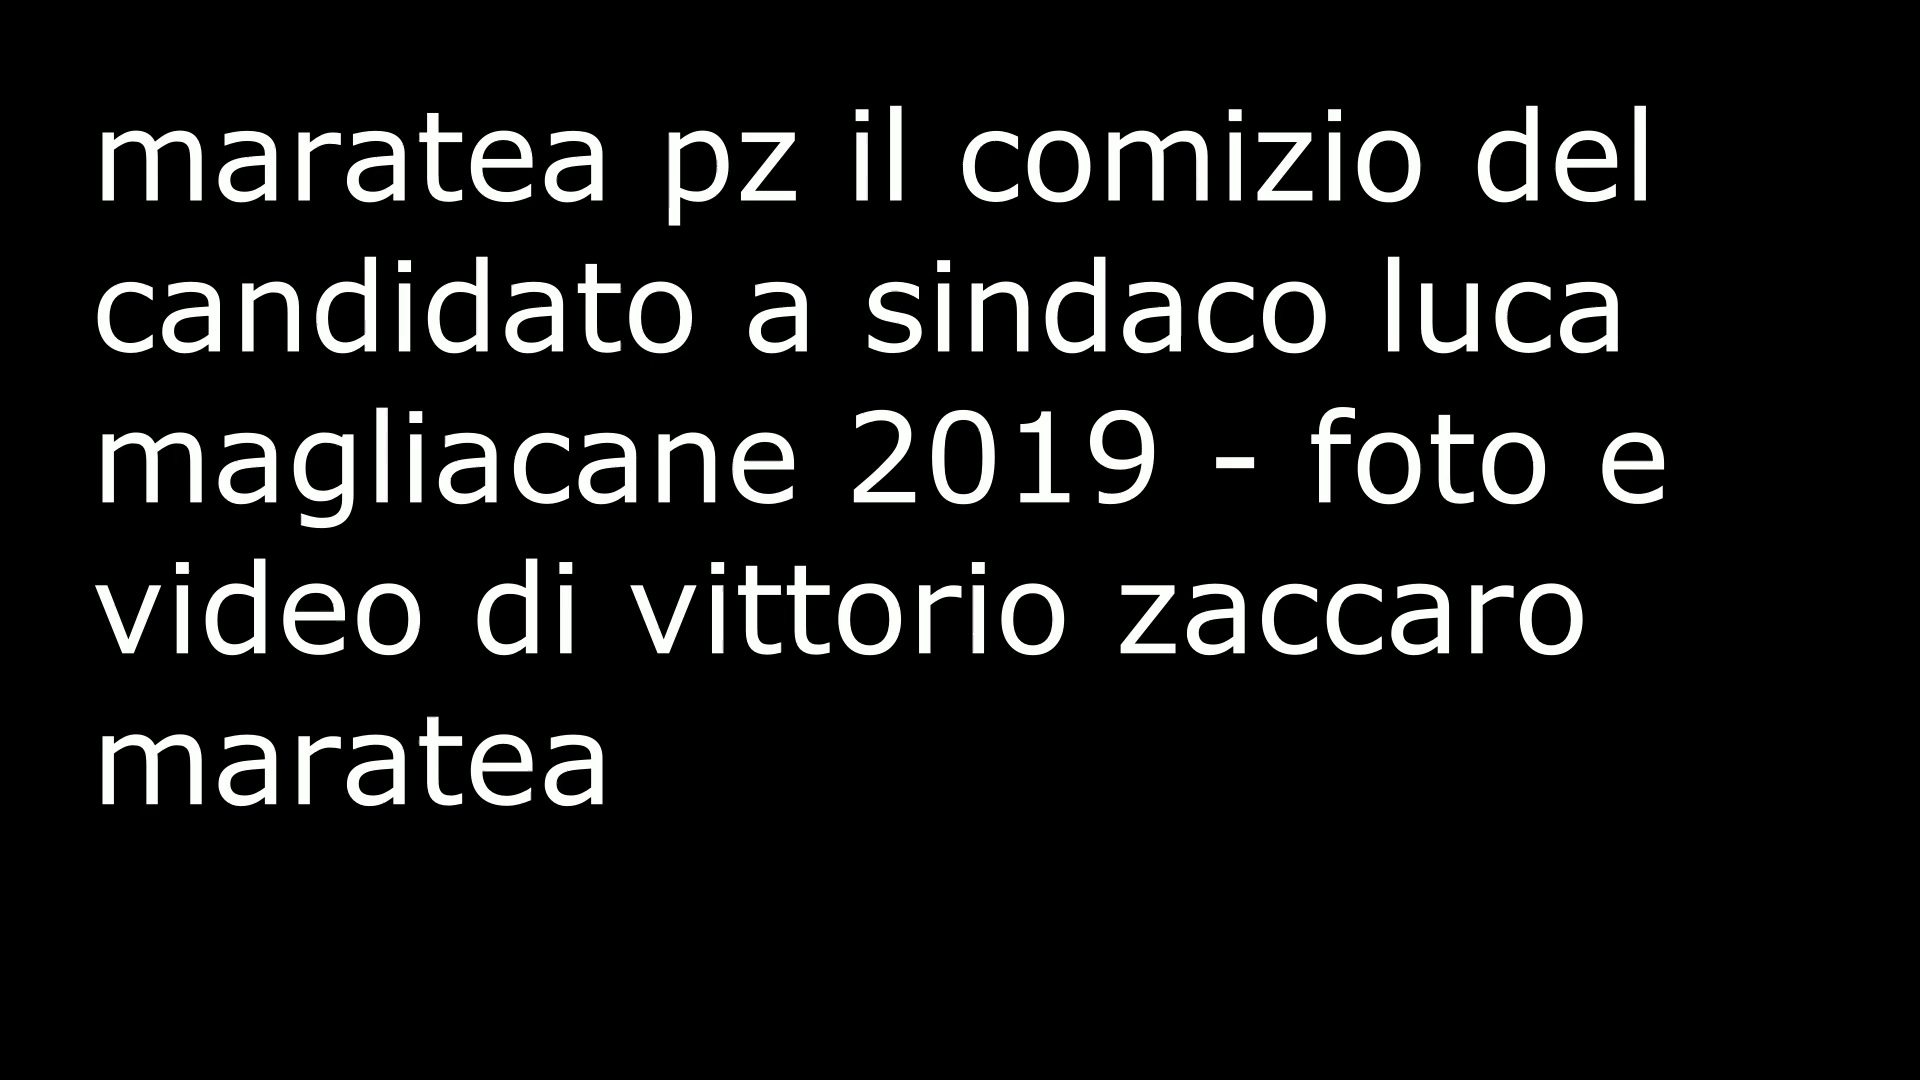 maratea pz il comizio del
candidato a sindaco luca
magliacane 2019 - foto e
video di vittorio zaccaro
maratea